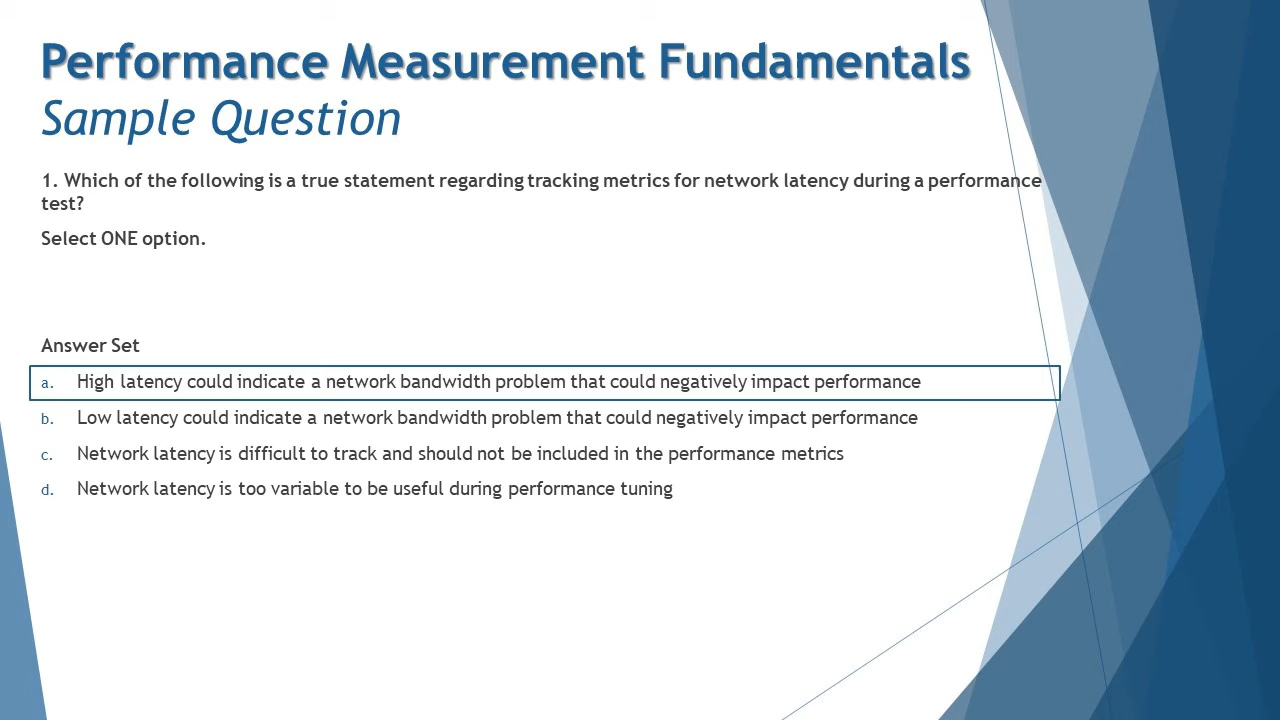 Performance Measurement Fundamentals
Sample Question
1. Which of the following is a true statement regarding tracking metrics for network latency during a performance
test?
Select ONE option.
Answer Set
a. High latency could indicate a network bandwidth problem that could negatively impact performance
b. Low latency could indicate a network bandwidth problem that could negatively impact performance
c. Network latency is difficult to track and should not be included in the performance metrics
d. Network latency is too variable to be useful during performance tuning